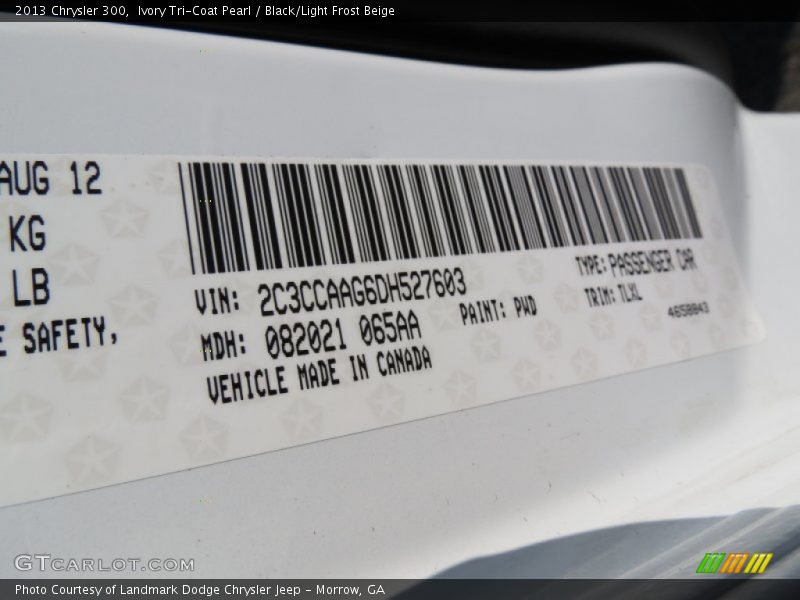 2013 Chrysler 300, Ivory Tri-Coat Pearl / Black/Light Frost Beige
AUG 12
KG
LB
E SAFETY,
VIN: 2C3CCAAG6DH527603
TYPE: PASSENGER CAR
MDH: 082021 065AA
PAINT: PWD
TRIM: TLXL
4658843
VEHICLE MADE IN CANADA
GTCARLOT.COM
Photo Courtesy of Landmark Dodge Chrysler Jeep - Morrow, GA